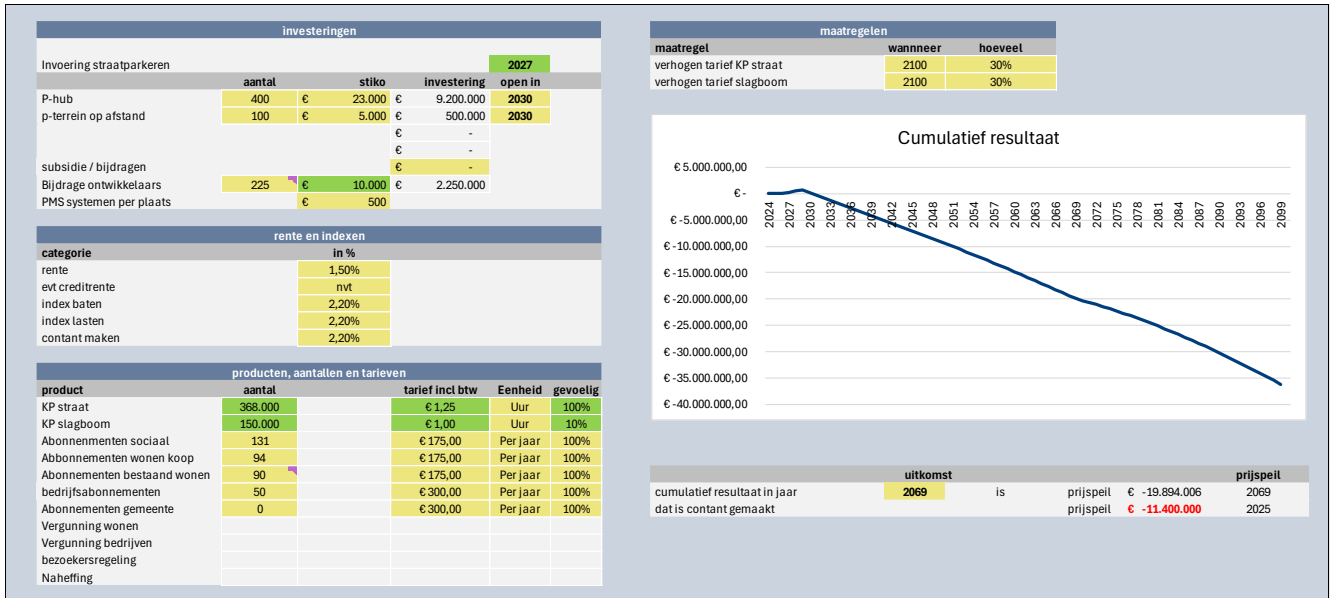 investeringen
Invoering straatparkeren 2027
aantal stiko investering open in
P-hub 400 € 23.000 € 9.200.000 2030
p-terrein op afstand 100 € 5.000 € 500.000 2030
€ -
€ -
subsidie / bijdragen € -
Bijdrage ontwikkelaars 225 € 10.000 € 2.250.000
PMS systemen per plaats € 500
rente en indexen
categorie in %
rente 1,50%
evt creditrente nvt
index baten 2,20%
index lasten 2,20%
contant maken 2,20%
producten, aantallen en tarieven
product aantal tarief incl btw Eenheid gevoelig
KP straat 368.000 € 1,25 Uur 100%
KP slagboom 150.000 € 1,00 Uur 10%
Abonnenmenten sociaal 131 € 175,00 Per jaar 100%
Abbonnementen wonen koop 94 € 175,00 Per jaar 100%
Abonnementen bestaand wonen 90 € 175,00 Per jaar 100%
bedrijfsabonnementen 50 € 300,00 Per jaar 100%
Abonnementen gemeente 0 € 300,00 Per jaar 100%
Vergunning wonen
Vergunning bedrijven
bezoekersregeling
Naheffing
maatregelen
maatregel wannneer hoeveel
verhogen tarief KP straat 2100 30%
verhogen tarief slagboom 2100 30%
Cumulatief resultaat
€ 5.000.000,00
€ -
€ -5.000.000,00
€ -10.000.000,00
€ -15.000.000,00
€ -20.000.000,00
€ -25.000.000,00
€ -30.000.000,00
€ -35.000.000,00
€ -40.000.000,00
2024 2027 2030 2033 2036 2039 2042 2045 2048 2051 2054 2057 2060 2063 2066 2069 2072 2075 2078 2081 2084 2087 2090 2093 2096 2099
uitkomst prijspeil
cumulatief resultaat in jaar 2069 is prijspeil € -19.894.006 2069
dat is contant gemaakt prijspeil € -11.400.000 2025